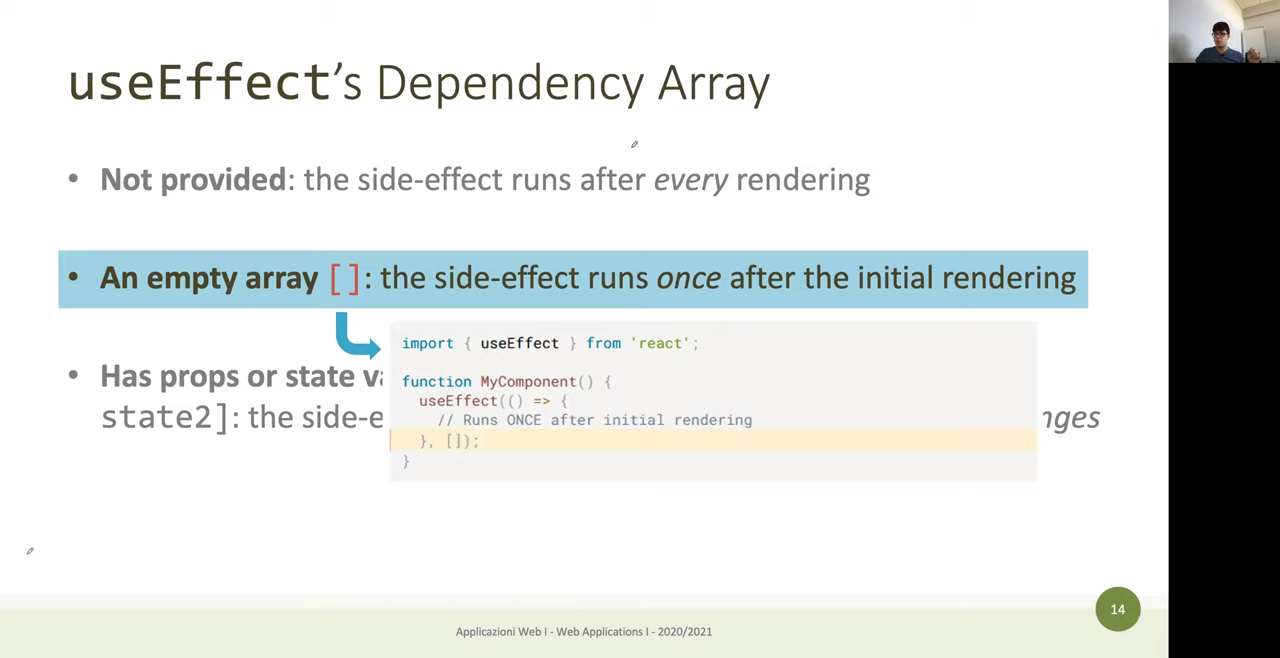 useEffect’s Dependency Array
• Not provided: the side-effect runs after every rendering
• An empty array []: the side-effect runs once after the initial rendering
• Has props or state
state2]: the side-
import { useEffect } from 'react';
function MyComponent() {
useEffect(() => {
// Runs ONCE after initial rendering
}, []);
}
14
Applicazioni Web I - Web Applications I - 2020/2021